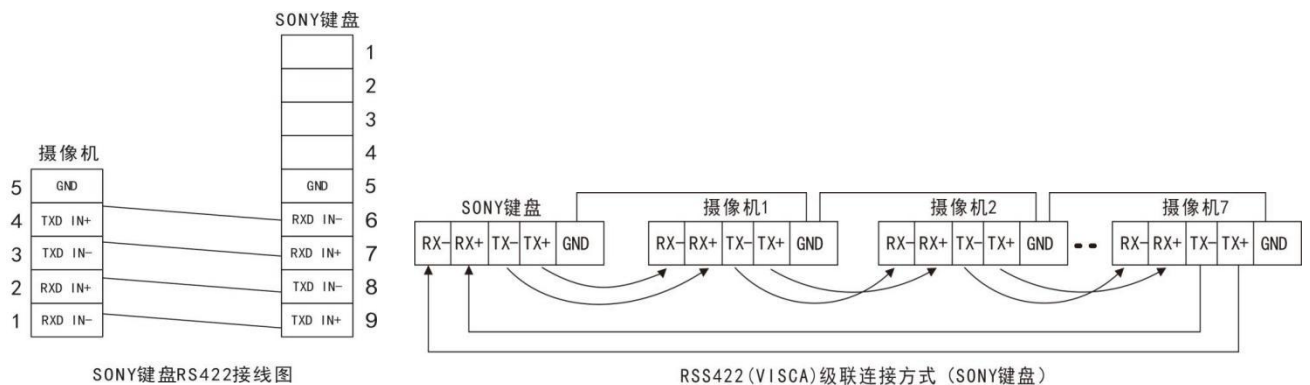 SONY键盘
1
2
3
4
摄像机
5 GND GND 5
4 TXD IN+ RXD IN- 6
3 TXD IN- RXD IN+ 7
2 RXD IN+ TXD IN- 8
1 RXD IN- TXD IN+ 9
SONY键盘RS422接线图
SONY键盘 摄像机1 摄像机2 摄像机7
RX- RX+ TX- TX+ GND RX- RX+ TX- TX+ GND RX- RX+ TX- TX+ GND -- RX- RX+ TX- TX+ GND
RSS422(VISCA)级联连接方式 (SONY键盘)